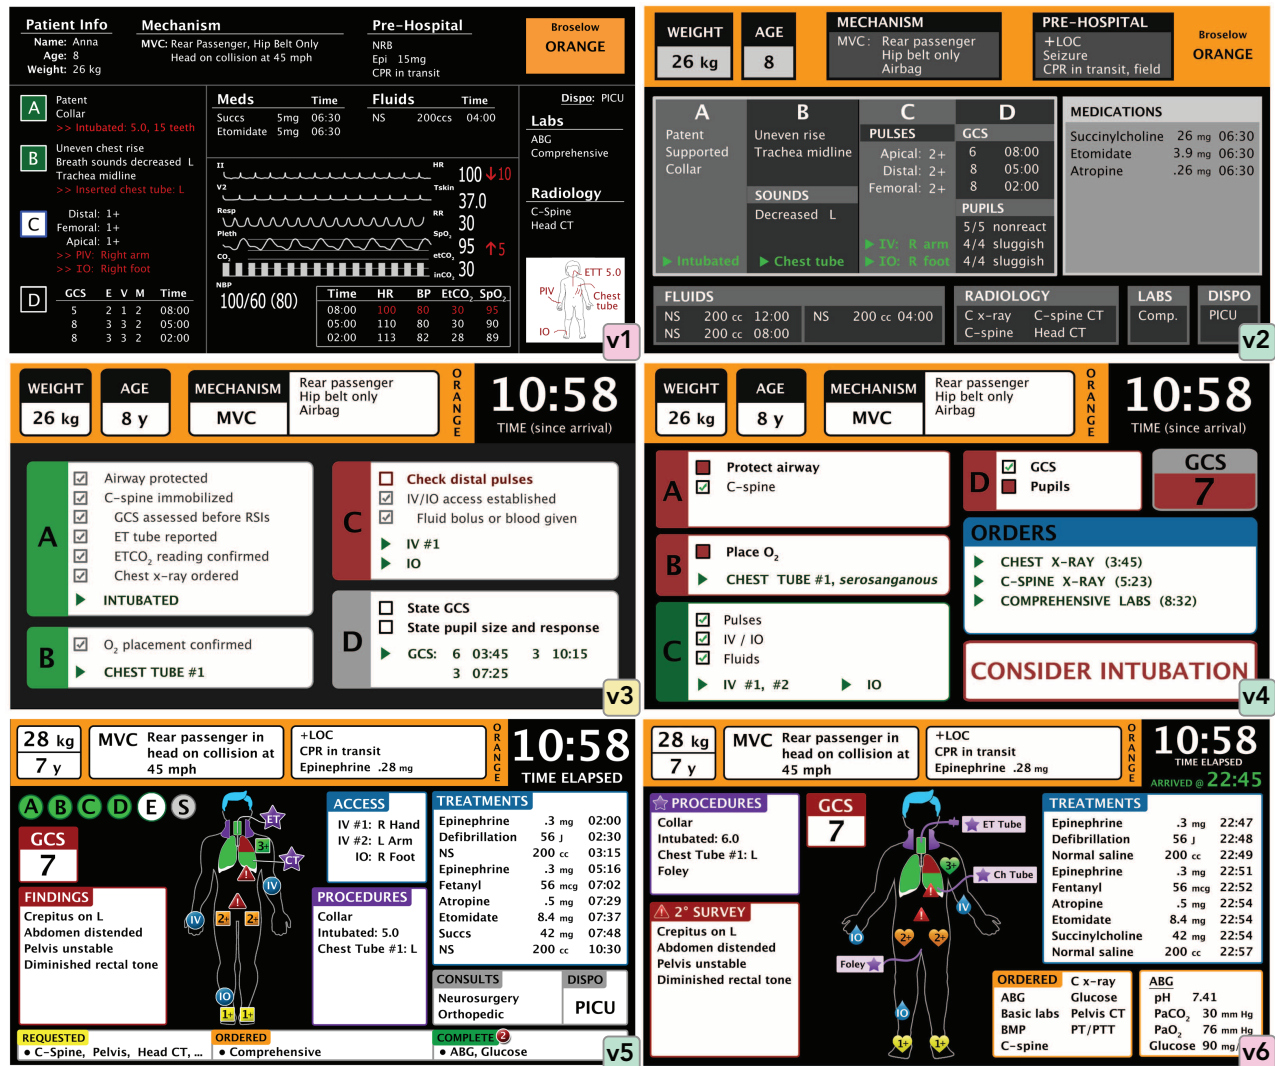 Patient Info
Name: Anna
Age: 8
Weight: 26 kg
Mechanism
MVC: Rear Passenger, Hip Belt Only
Head on collision at 45 mph
Pre-Hospital
NRB
Epi 15mg
CPR in transit
Broselow
ORANGE
A
Patent
Collar
>> Intubated: 5.0, 15 teeth
B
Uneven chest rise
Breath sounds decreased L
Trachea midline
>> Inserted chest tube: L
C
Distal: 1+
Femoral: 1+
Apical: 1+
>> PIV: Right arm
>> IO: Right foot
D
GCS E V M Time
5 2 1 2 08:00
8 3 3 2 05:00
8 3 3 2 02:00
Meds Time
Succs 5mg 06:30
Etomidate 5mg 06:30
Fluids Time
NS 200ccs 04:00
II
V2
Resp
Pleth
CO2
NBP
100/60 (80)
HR
100 ↓10
Tskin
37.0
RR
30
SpO2
95 ↑5
etCO2
30
inCO2
Time HR BP EtCO2 SpO2
08:00 100 80 30 95
05:00 110 80 30 90
02:00 113 82 28 89
Dispo: PICU
Labs
ABG
Comprehensive
Radiology
C-Spine
Head CT
ETT 5.0
PIV
Chest
tube
IO
v1
WEIGHT
26 kg
AGE
8
MECHANISM
MVC: Rear passenger
Hip belt only
Airbag
PRE-HOSPITAL
+LOC
Seizure
CPR in transit, field
Broselow
ORANGE
A
Patent
Supported
Collar
▶ Intubated
B
Uneven rise
Trachea midline
SOUNDS
Decreased L
▶ Chest tube
C
PULSES
Apical: 2+
Distal: 2+
Femoral: 2+
▶ IV: R arm
▶ IO: R foot
D
GCS
6 08:00
8 05:00
8 02:00
PUPILS
5/5 nonreact
4/4 sluggish
4/4 sluggish
MEDICATIONS
Succinylcholine 26 mg 06:30
Etomidate 3.9 mg 06:30
Atropine .26 mg 06:30
FLUIDS
NS 200 cc 12:00
NS 200 cc 08:00
NS 200 cc 04:00
RADIOLOGY
C x-ray C-spine CT
C-spine Head CT
LABS
Comp.
DISPO
PICU
v2
WEIGHT
26 kg
AGE
8 y
MECHANISM
MVC
Rear passenger
Hip belt only
Airbag
ORANGE
10:58
TIME (since arrival)
A
Airway protected
C-spine immobilized
GCS assessed before RSIs
ET tube reported
ETCO2 reading confirmed
Chest x-ray ordered
▶ INTUBATED
B
O2 placement confirmed
▶ CHEST TUBE #1
C
Check distal pulses
IV/IO access established
Fluid bolus or blood given
▶ IV #1
▶ IO
D
State GCS
State pupil size and response
▶ GCS: 6 03:45 3 10:15
3 07:25
v3
WEIGHT
26 kg
AGE
8 y
MECHANISM
MVC
Rear passenger
Hip belt only
Airbag
ORANGE
10:58
TIME (since arrival)
A
Protect airway
C-spine
B
Place O2
▶ CHEST TUBE #1, serosanganous
C
Pulses
IV / IO
Fluids
▶ IV #1, #2 ▶ IO
D
GCS
Pupils
GCS
7
ORDERS
▶ CHEST X-RAY (3:45)
▶ C-SPINE X-RAY (5:23)
▶ COMPREHENSIVE LABS (8:32)
CONSIDER INTUBATION
v4
28 kg
7 y
MVC
Rear passenger in
head on collision at
45 mph
+LOC
CPR in transit
Epinephrine .28 mg
ORANGE
10:58
TIME ELAPSED
A B C D E S
GCS
7
FINDINGS
Crepitus on L
Abdomen distended
Pelvis unstable
Diminished rectal tone
ET
3+
CT
IV
IV
2+ 2+
IO
1+ 1+
ACCESS
IV #1: R Hand
IV #2: L Arm
IO: R Foot
PROCEDURES
Collar
Intubated: 5.0
Chest Tube #1: L
TREATMENTS
Epinephrine .3 mg 02:00
Defibrillation 56 J 02:30
NS 200 cc 03:15
Epinephrine .3 mg 05:16
Fetanyl 56 mcg 07:02
Atropine .5 mg 07:29
Etomidate 8.4 mg 07:37
Succs 42 mg 07:48
NS 200 cc 10:30
CONSULTS
Neurosurgery
Orthopedic
DISPO
PICU
REQUESTED
• C-Spine, Pelvis, Head CT, ...
ORDERED
• Comprehensive
COMPLETE 2
• ABG, Glucose
v5
28 kg
7 y
MVC
Rear passenger in
head on collision at
45 mph
+LOC
CPR in transit
Epinephrine .28 mg
ORANGE
10:58
TIME ELAPSED
ARRIVED @ 22:45
PROCEDURES
Collar
Intubated: 6.0
Chest Tube #1: L
Foley
2° SURVEY
Crepitus on L
Abdomen distended
Pelvis unstable
Diminished rectal tone
GCS
7
ET Tube
3+
Ch Tube
IV
IO
2+ 2+
Foley
IO
1+ 1+
TREATMENTS
Epinephrine .3 mg 22:47
Defibrillation 56 J 22:48
Normal saline 200 cc 22:49
Epinephrine .3 mg 22:51
Fentanyl 56 mcg 22:52
Atropine .5 mg 22:54
Etomidate 8.4 mg 22:54
Succinylcholine 42 mg 22:54
Normal saline 200 cc 22:57
ORDERED
C x-ray
ABG Glucose
Basic labs Pelvis CT
BMP PT/PTT
C-spine
ABG
pH 7.41
PaCO2 30 mm Hg
PaO2 76 mm Hg
Glucose 90 mg/
v6